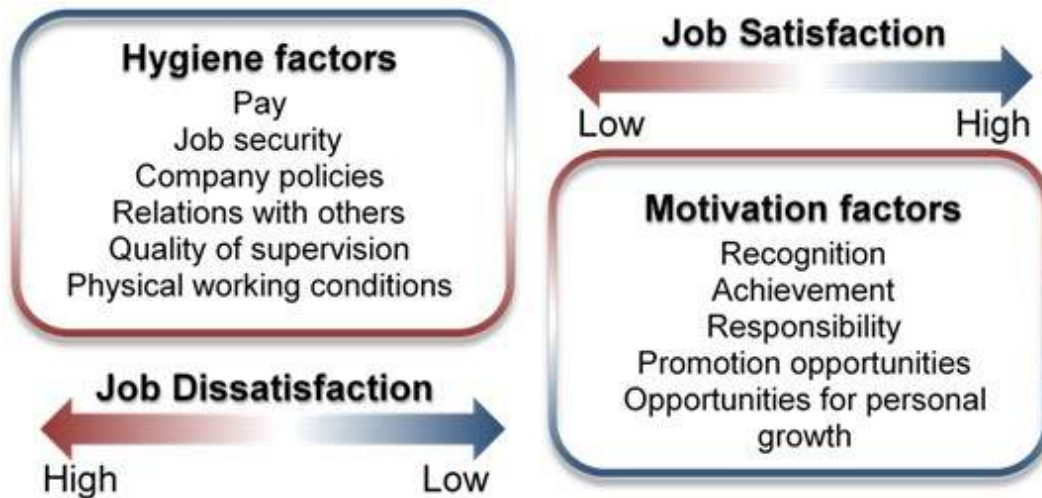 Hygiene factors
Pay
Job security
Company policies
Relations with others
Quality of supervision
Physical working conditions
Job Dissatisfaction
High Low
Job Satisfaction
Low High
Motivation factors
Recognition
Achievement
Responsibility
Promotion opportunities
Opportunities for personal
growth